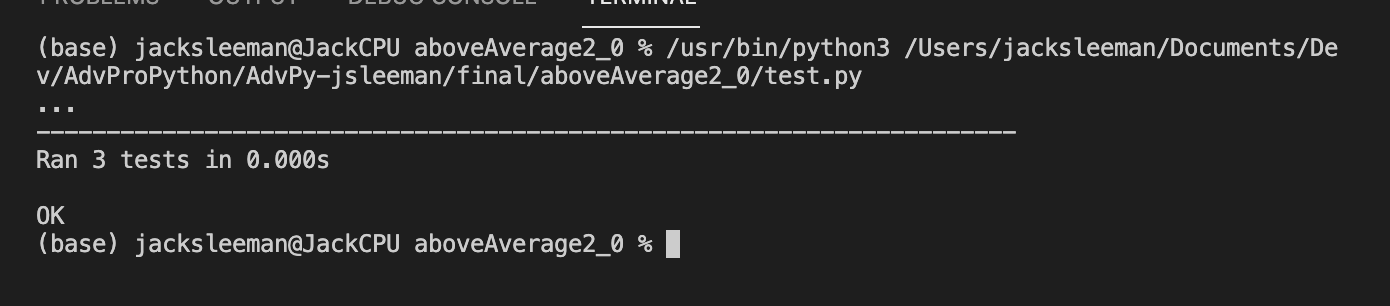 PROBLEMS OUTPUT DEBUG CONSOLE TERMINAL
(base) jacksleeman@JackCPU aboveAverage2_0 % /usr/bin/python3 /Users/jacksleeman/Documents/De
v/AdvProPython/AdvPy-jsleeman/final/aboveAverage2_0/test.py
...
----------------------------------------------------------------------
Ran 3 tests in 0.000s
OK
(base) jacksleeman@JackCPU aboveAverage2_0 %